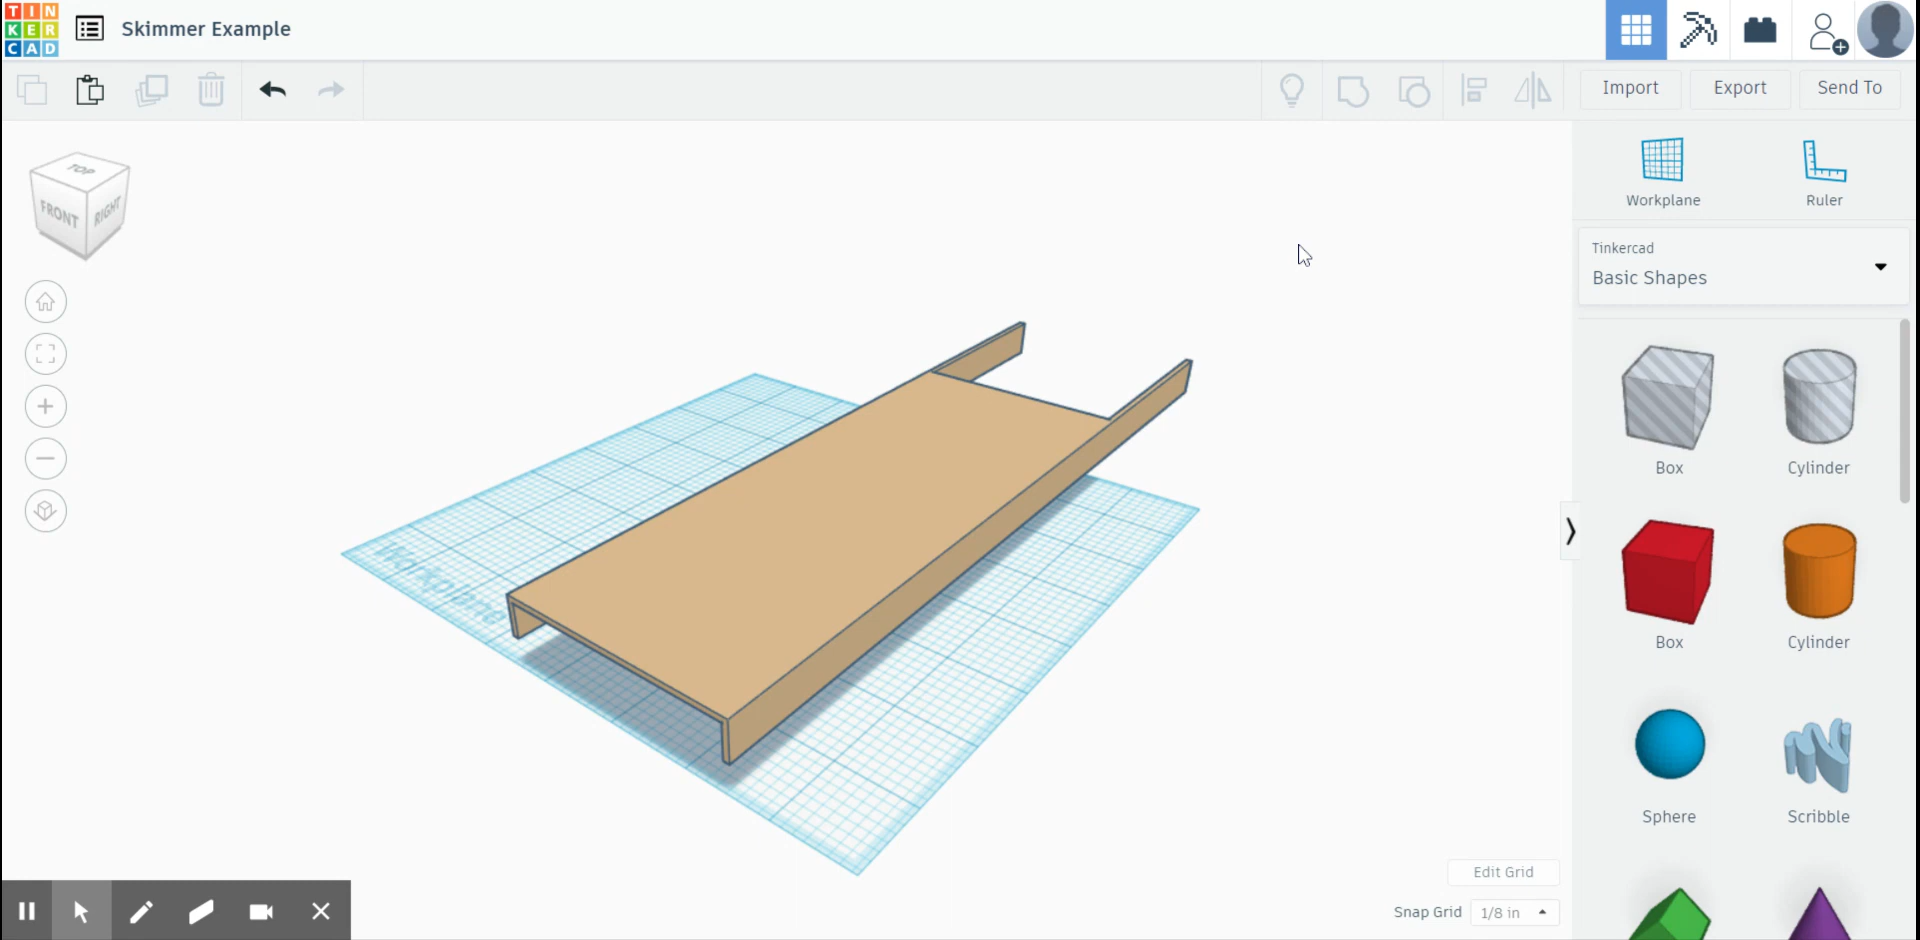 TIN
KER
CAD
Skimmer Example
Import
Export
Send To
TOP
FRONT
RIGHT
Workplane
Ruler
Tinkercad
Basic Shapes
Box
Cylinder
Box
Cylinder
Workplane
Sphere
Scribble
Edit Grid
Snap Grid
1/8 in